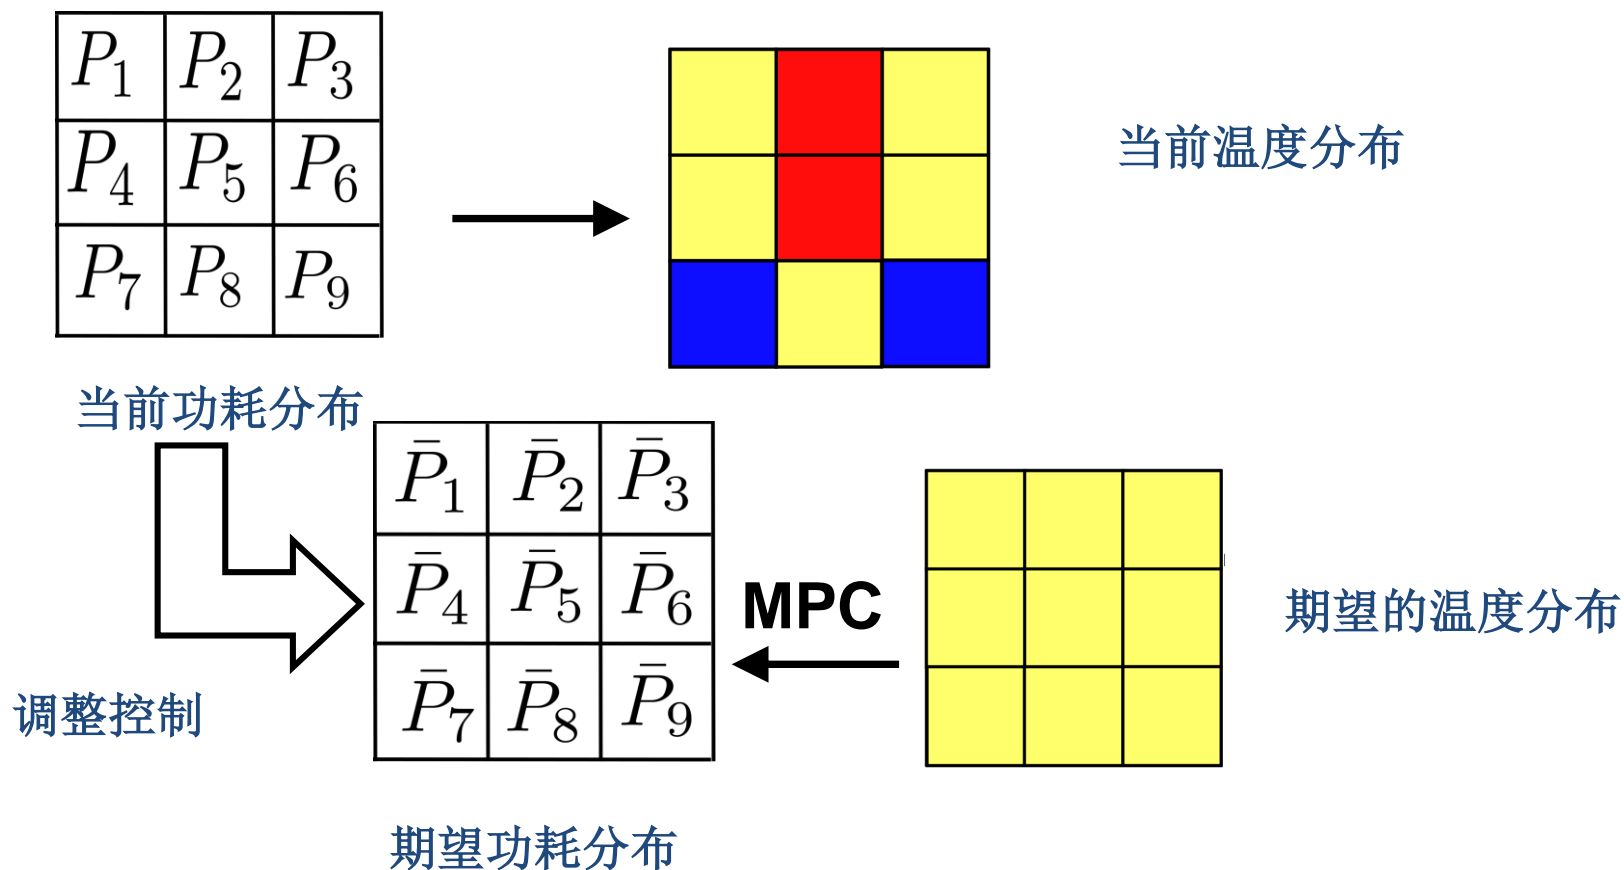 P₁ P₂ P₃
P₄ P₅ P₆
P₇ P₈ P₉
当前温度分布
当前功耗分布
P̄₁ P̄₂ P̄₃
P̄₄ P̄₅ P̄₆
P̄₇ P̄₈ P̄₉
MPC
期望的温度分布
调整控制
期望功耗分布